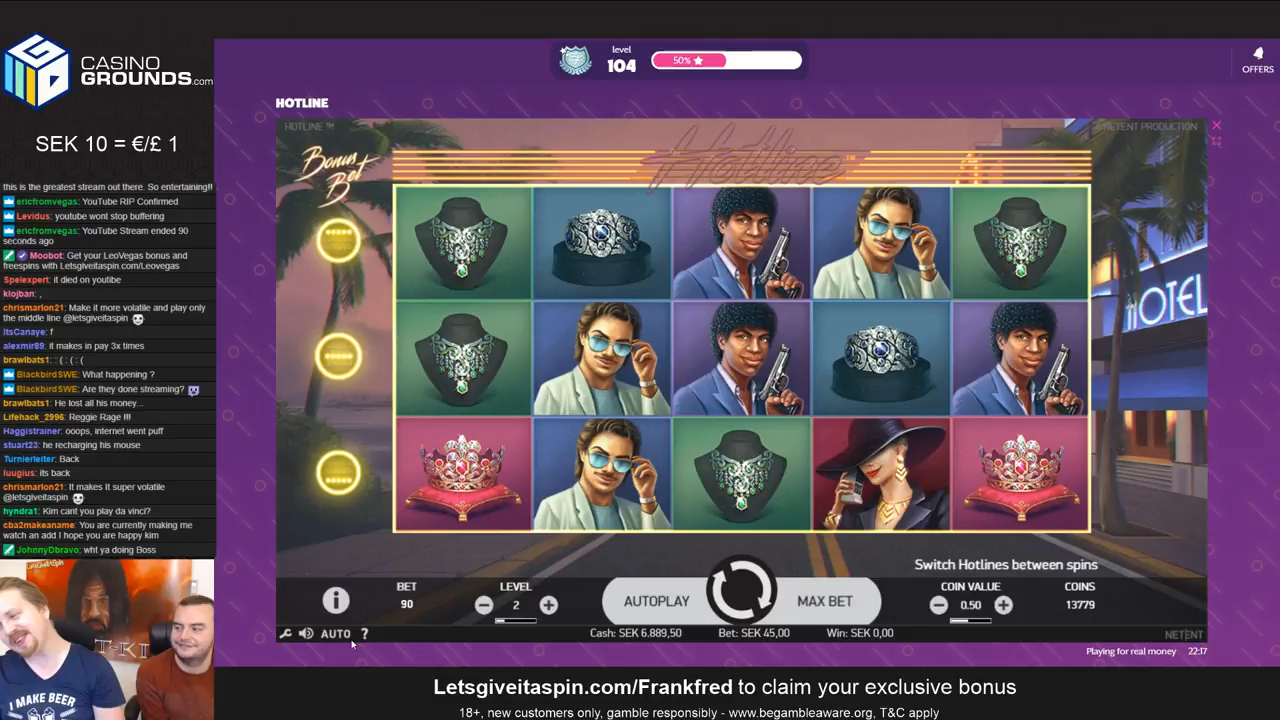 CASINO
GROUNDS.com
SEK 10 = €/£ 1
this is the greatest stream out there. So entertaining!!
ericfromvegas: YouTube RIP Confirmed
Levidus: youtube wont stop buffering
ericfromvegas: YouTube Stream ended 90
seconds ago
Moobot: Get your LeoVegas bonus and
freespins with Letsgiveitaspin.com/Leovegas
Spelexpert: it died on youtibe
klojban: ,
chrismarlon21: Make it more volatile and play only
the middle line @letsgiveitaspin
ItsCanaye: f
alexmir89: it makes in pay 3x times
brawlbats1: : ( : ( : (
BlackbirdSWE: What happening ?
BlackbirdSWE: Are they done streaming?
brawlbats1: He lost all his money...
Lifehack_2996: Reggie Rage !!!
Haggistrainer: ooops, internet went puff
stuart23: he recharging his mouse
Turnierleiter: Back
luugius: its back
chrismarlon21: It makes It super volatile
@letsgiveitaspin
hyndra1: Kim cant you play da vinci?
cba2makeaname: You are currently making me
watch an add I hope you are happy kim
JohnnyDbravo: wht ya doing Boss
level
104
50%
OFFERS
HOTLINE
HOTLINE ™
A NETENT PRODUCTION
Bonus
Bet
Hotline™
HOTEL
Switch Hotlines between spins
BET
90
LEVEL
2
AUTOPLAY
MAX BET
COIN VALUE
0.50
COINS
13779
AUTO ?
Cash: SEK 6.889,50
Bet: SEK 45,00
Win: SEK 0,00
NETENT
Playing for real money 22:17
I MAKE BEER
Letsgiveitaspin.com/Frankfred to claim your exclusive bonus
18+, new customers only, gamble responsibly - www.begambleaware.org, T&C apply